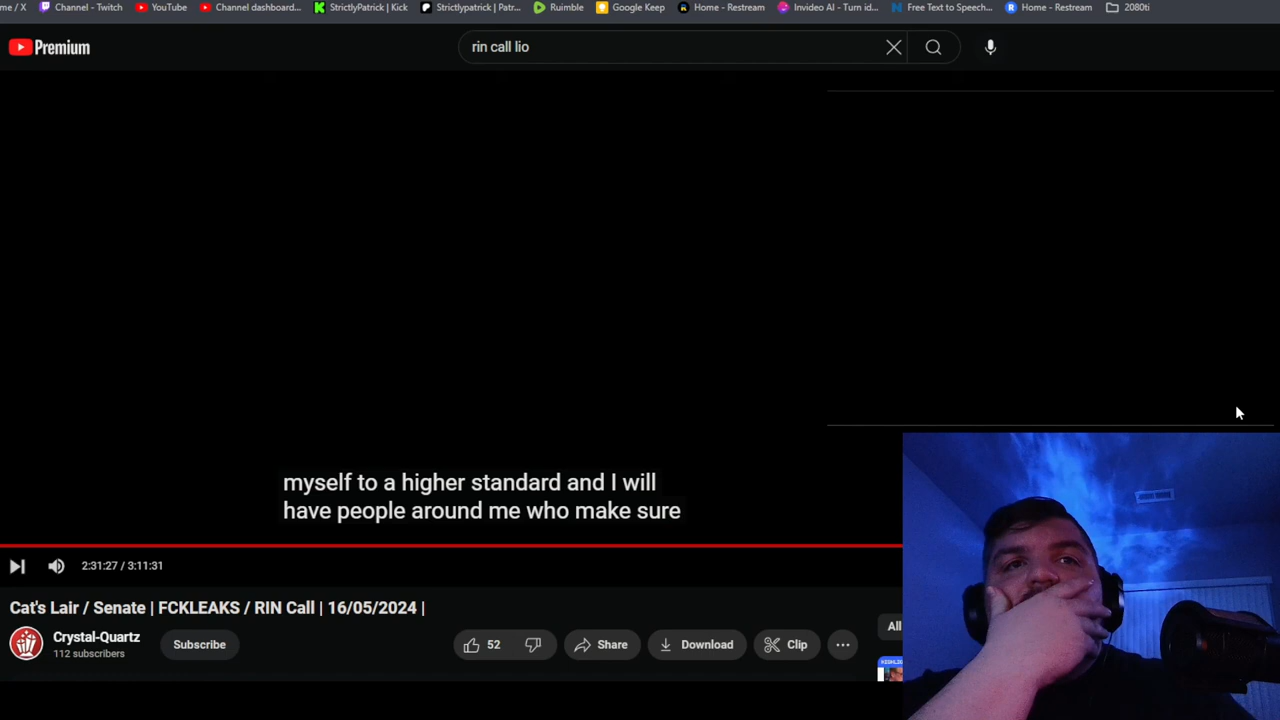 me / X
Channel - Twitch
YouTube
Channel dashboard...
StrictlyPatrick | Kick
Strictlypatrick | Patr...
Rumble
Google Keep
Home - Restream
Invideo AI - Turn id...
Free Text to Speech...
Home - Restream
2080ti
Premium
rin call lio
myself to a higher standard and I will
have people around me who make sure
2:31:27 / 3:11:31
Cat's Lair / Senate | FCKLEAKS / RIN Call | 16/05/2024 |
Crystal-Quartz
112 subscribers
Subscribe
52
Share
Download
Clip
All
HIGHLIG